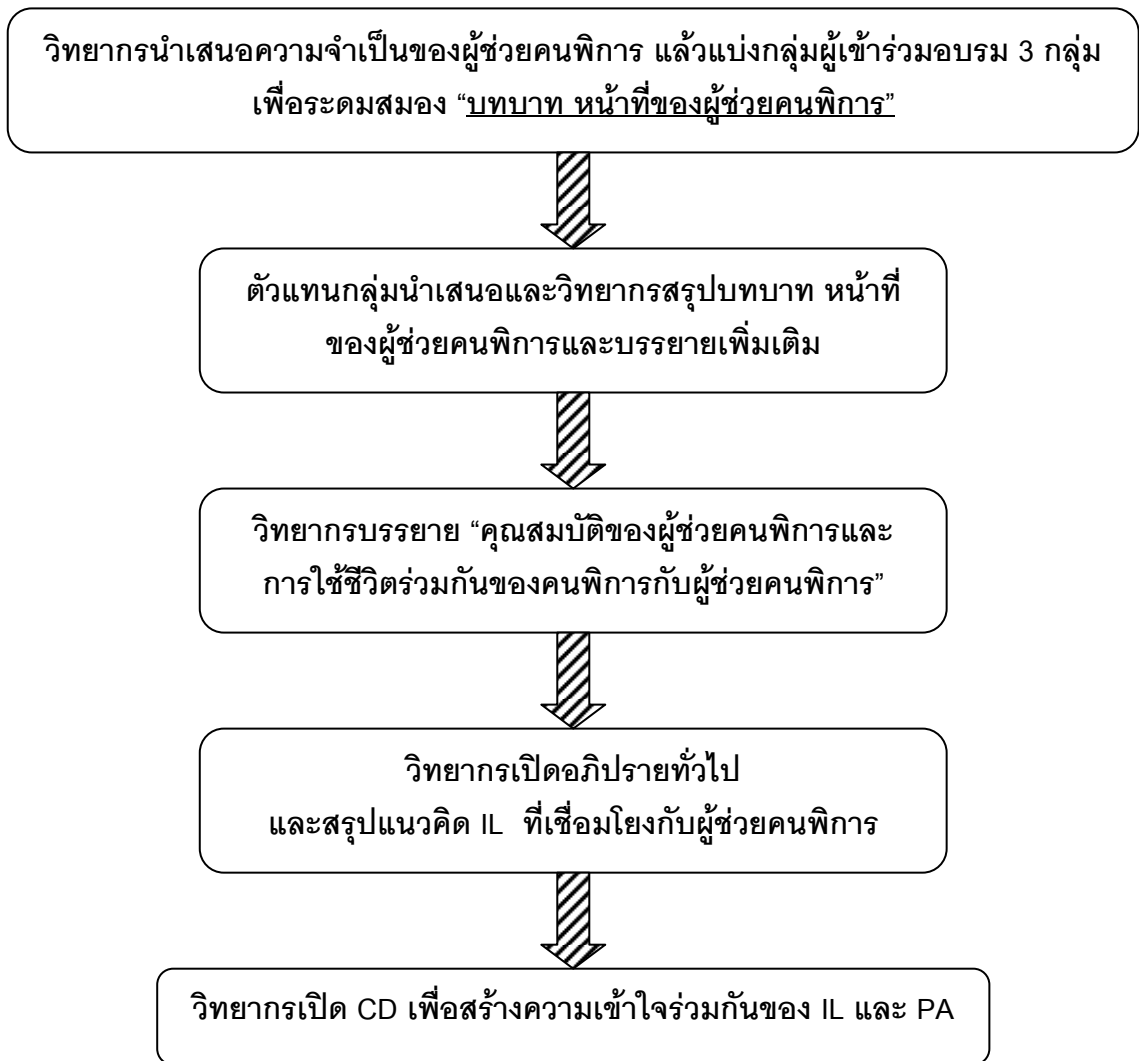 วิทยากรนำเสนอความจำเป็นของผู้ช่วยคนพิการ แล้วแบ่งกลุ่มผู้เข้าร่วมอบรม 3 กลุ่ม
เพื่อระดมสมอง “บทบาท หน้าที่ของผู้ช่วยคนพิการ”
ตัวแทนกลุ่มนำเสนอและวิทยากรสรุปบทบาท หน้าที่
ของผู้ช่วยคนพิการและบรรยายเพิ่มเติม
วิทยากรบรรยาย “คุณสมบัติของผู้ช่วยคนพิการและ
การใช้ชีวิตร่วมกันของคนพิการกับผู้ช่วยคนพิการ”
วิทยากรเปิดอภิปรายทั่วไป
และสรุปแนวคิด IL ที่เชื่อมโยงกับผู้ช่วยคนพิการ
วิทยากรเปิด CD เพื่อสร้างความเข้าใจร่วมกันของ IL และ PA